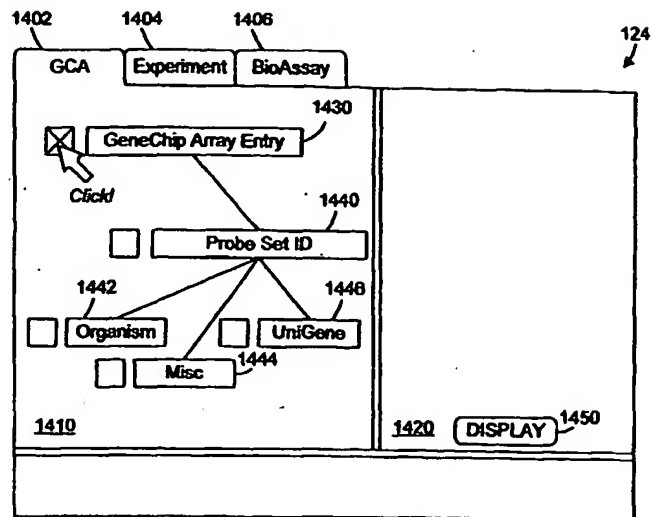 1402
1404
1406
124
GCA
Experiment
BioAssay
1430
GeneChip Array Entry
Click!
1440
Probe Set ID
1442
1446
Organism
UniGene
Misc
1444
1410
1420
DISPLAY
1450